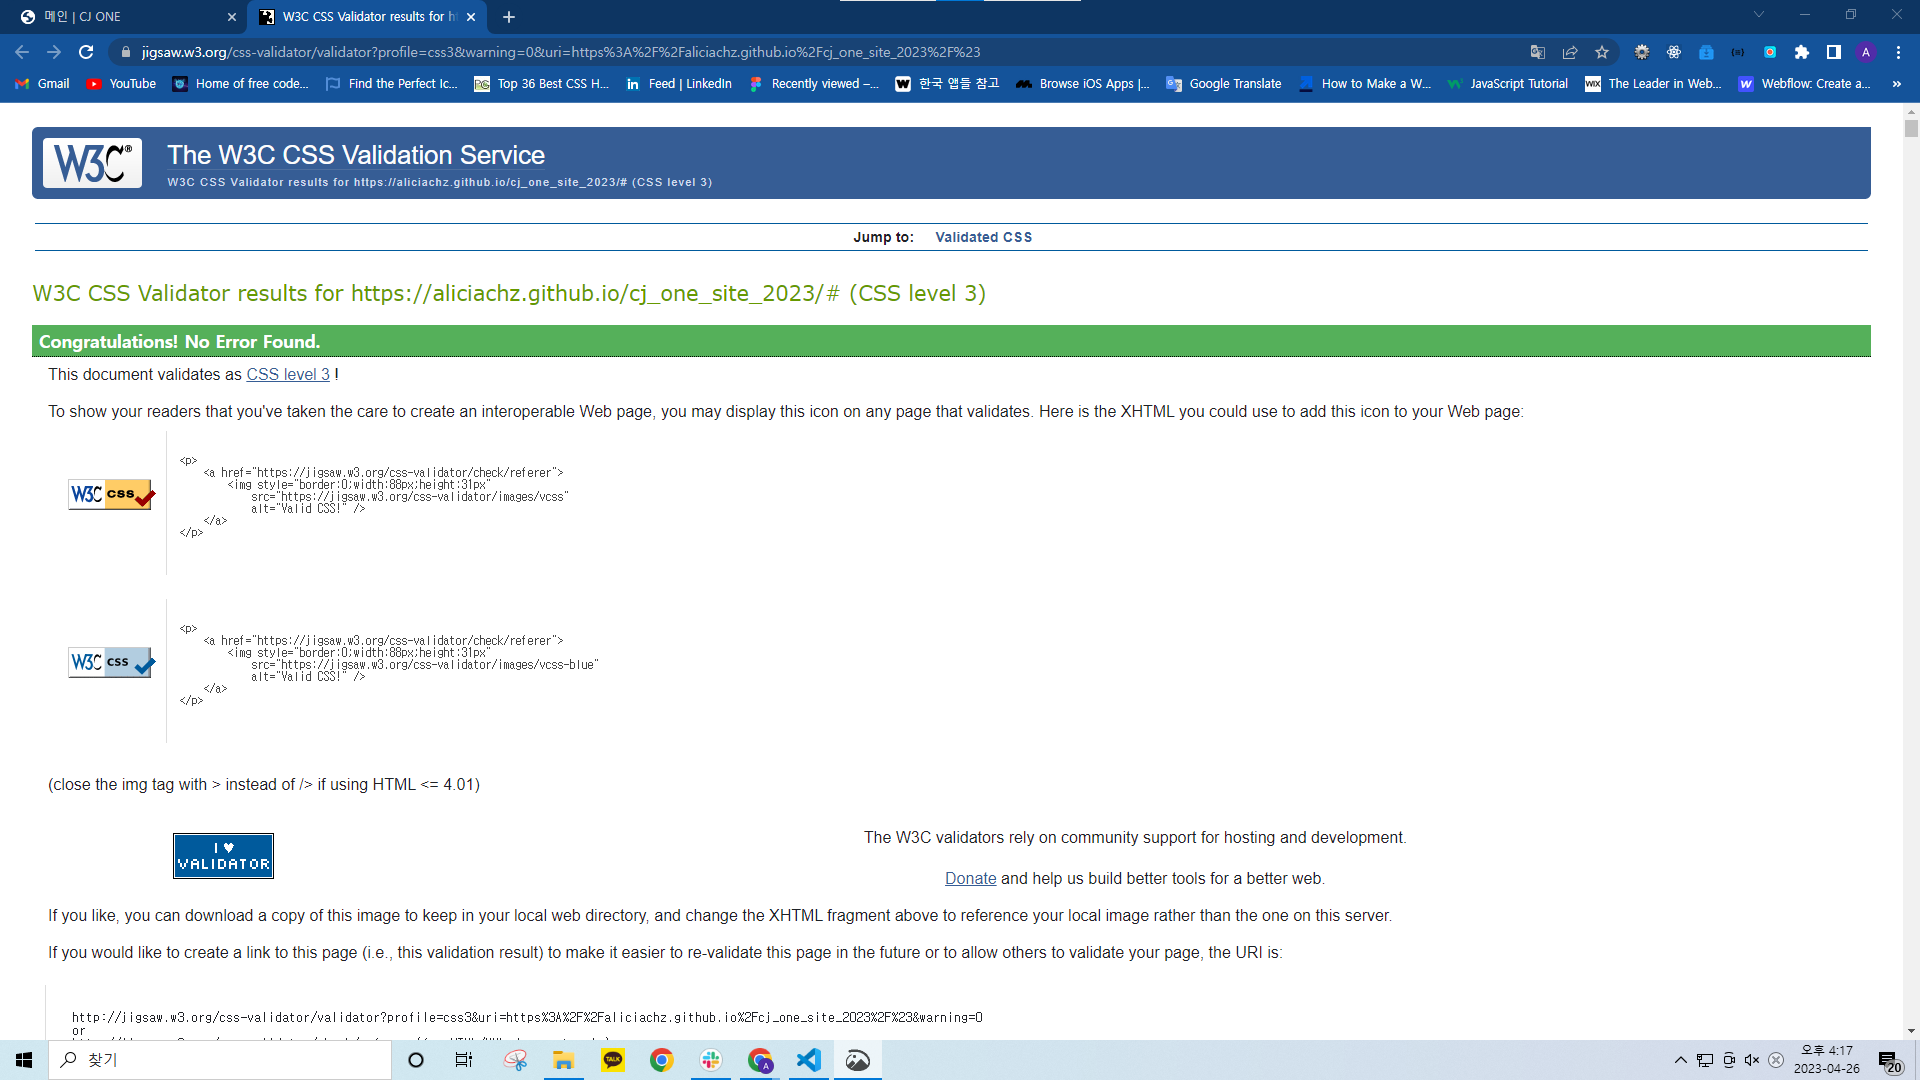 메인 | CJ ONE
W3C CSS Validator results for ht
jigsaw.w3.org/css-validator/validator?profile=css3&warning=0&uri=https%3A%2F%2Faliciachz.github.io%2Fcj_one_site_2023%2F%23
A
Gmail
YouTube
Home of free code...
Find the Perfect Ic...
Top 36 Best CSS H...
Feed | LinkedIn
Recently viewed –...
한국 앱들 참고
Browse iOS Apps |...
Google Translate
How to Make a W...
JavaScript Tutorial
WIX
The Leader in Web...
Webflow: Create a...
»
W3C®
The W3C CSS Validation Service
W3C CSS Validator results for https://aliciachz.github.io/cj_one_site_2023/# (CSS level 3)
Jump to: Validated CSS
W3C CSS Validator results for https://aliciachz.github.io/cj_one_site_2023/# (CSS level 3)
Congratulations! No Error Found.
This document validates as CSS level 3 !
To show your readers that you've taken the care to create an interoperable Web page, you may display this icon on any page that validates. Here is the XHTML you could use to add this icon to your Web page:
W3C css
<p>
<a href="https://jigsaw.w3.org/css-validator/check/referer">
<img style="border:0;width:88px;height:31px"
src="https://jigsaw.w3.org/css-validator/images/vcss"
alt="Valid CSS!" />
</a>
</p>
W3C css
<p>
<a href="https://jigsaw.w3.org/css-validator/check/referer">
<img style="border:0;width:88px;height:31px"
src="https://jigsaw.w3.org/css-validator/images/vcss-blue"
alt="Valid CSS!" />
</a>
</p>
(close the img tag with > instead of /> if using HTML <= 4.01)
I ♥
VALIDATOR
The W3C validators rely on community support for hosting and development.
Donate and help us build better tools for a better web.
If you like, you can download a copy of this image to keep in your local web directory, and change the XHTML fragment above to reference your local image rather than the one on this server.
If you would like to create a link to this page (i.e., this validation result) to make it easier to re-validate this page in the future or to allow others to validate your page, the URI is:
http://jigsaw.w3.org/css-validator/validator?profile=css3&uri=https%3A%2F%2Faliciachz.github.io%2Fcj_one_site_2023%2F%23&warning=0
or
찾기
TALK
A
오후 4:17
2023-04-26
20